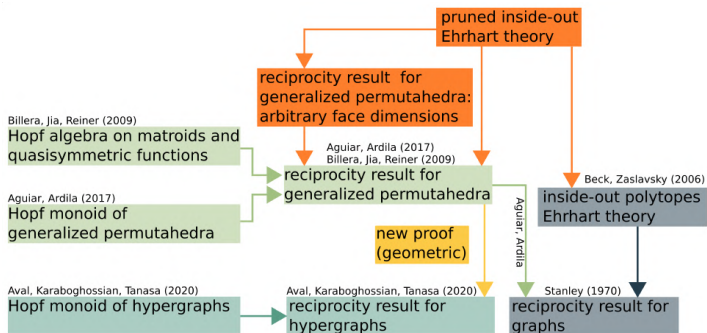 pruned inside-out
Ehrhart theory
reciprocity result for
generalized permutahedra:
arbitrary face dimensions
Billera, Jia, Reiner (2009)
Hopf algebra on matroids and
quasisymmetric functions
Aguiar, Ardila (2017)
Billera, Jia, Reiner (2009)
reciprocity result for
generalized permutahedra
Aguiar, Ardila (2017)
Hopf monoid of
generalized permutahedra
Beck, Zaslavsky (2006)
inside-out polytopes
Ehrhart theory
Aguiar, Ardila
new proof
(geometric)
Aval, Karaboghossian, Tanasa (2020)
Hopf monoid of hypergraphs
Aval, Karaboghossian, Tanasa (2020)
reciprocity result for
hypergraphs
Stanley (1970)
reciprocity result for
graphs